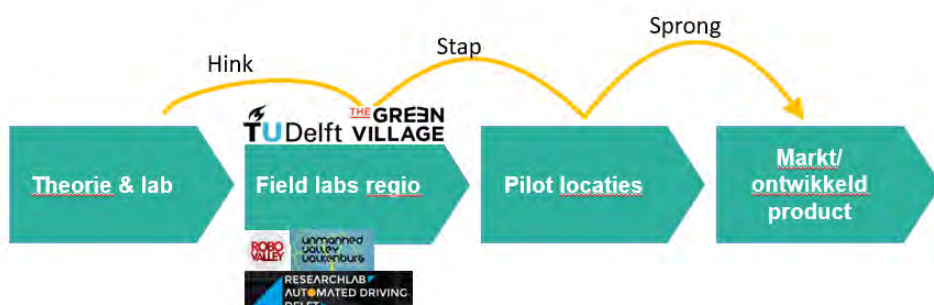 Hink
Stap
Sprong
TU Delft
THE GREEN
VILLAGE
Theorie & lab
Field labs regio
Pilot locaties
Markt/
ontwikkeld
product
ROBO
VALLEY
unmanned
valley
valkenburg
RESEARCHLAB
AUTOMATED DRIVING
DELFT